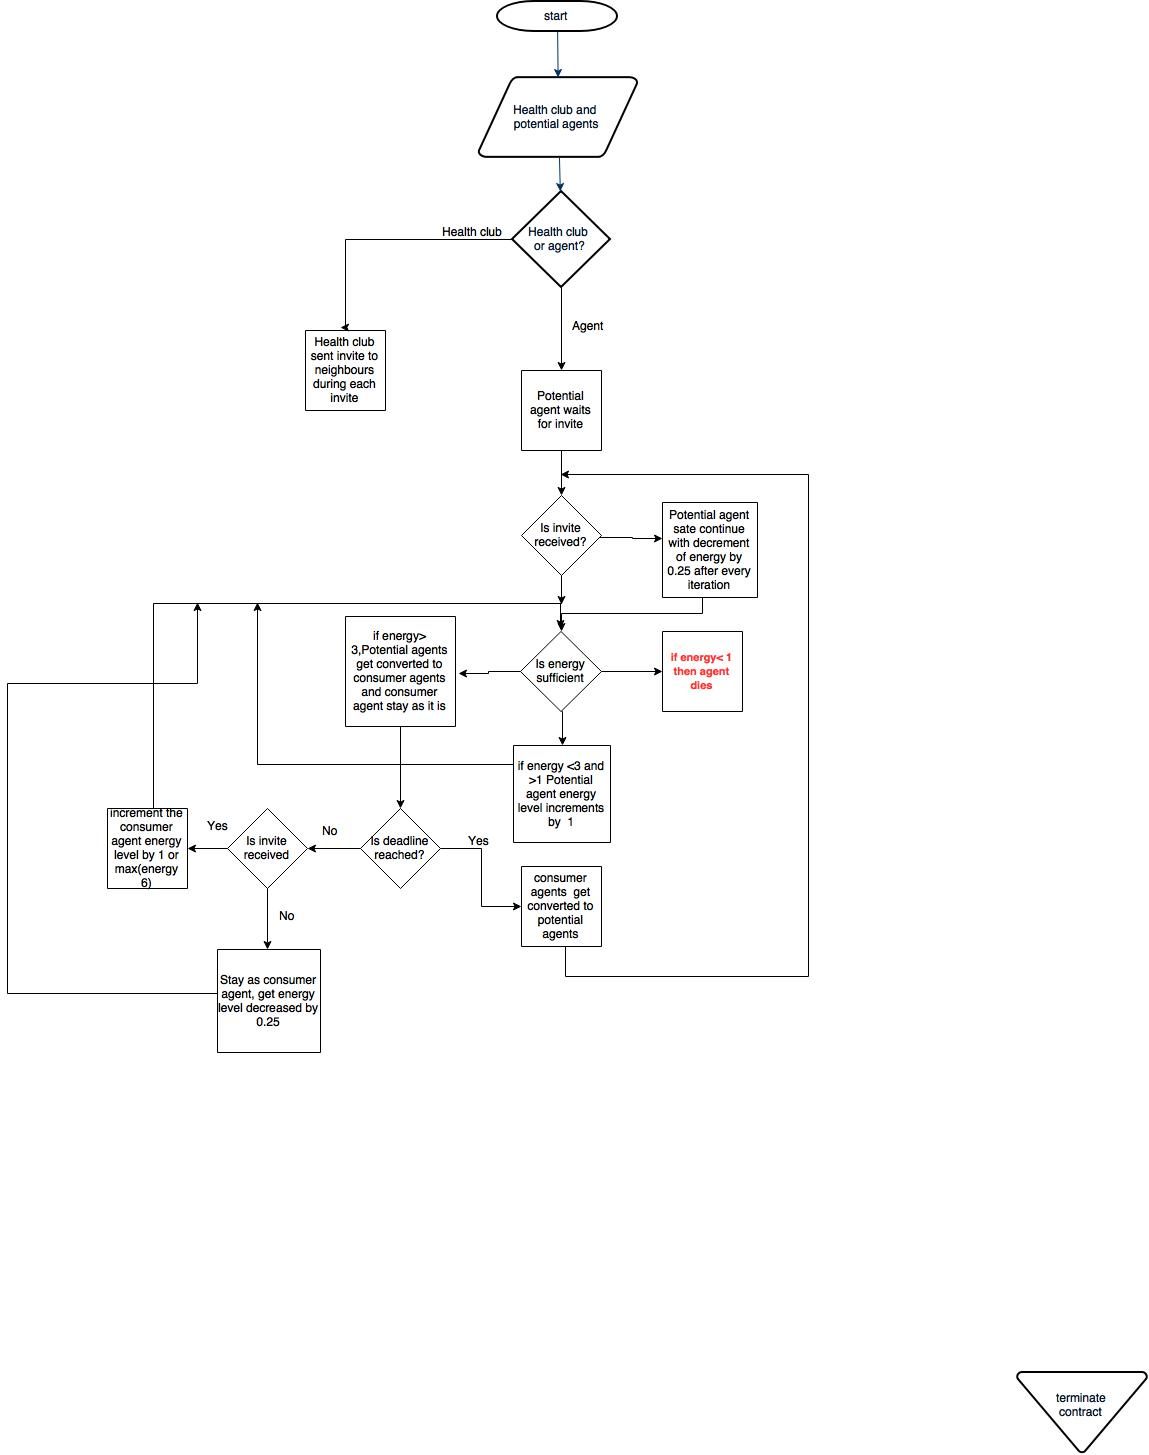 start
Health club and
potential agents
Health club
Health club
or agent?
Agent
Health club
sent invite to
neighbours
during each
invite
Potential
agent waits
for invite
Is invite
received?
Potential agent
sate continue
with decrement
of energy by
0.25 after every
iteration
if energy>
3,Potential agents
get converted to
consumer agents
and consumer
agent stay as it is
Is energy
sufficient
if energy< 1
then agent
dies
if energy <3 and
>1 Potential
agent energy
level increments
by 1
increment the
consumer
agent energy
level by 1 or
max(energy
6)
Yes
Is invite
received
No
Is deadline
reached?
Yes
consumer
agents get
converted to
potential
agents
No
Stay as consumer
agent, get energy
level decreased by
0.25
terminate
contract